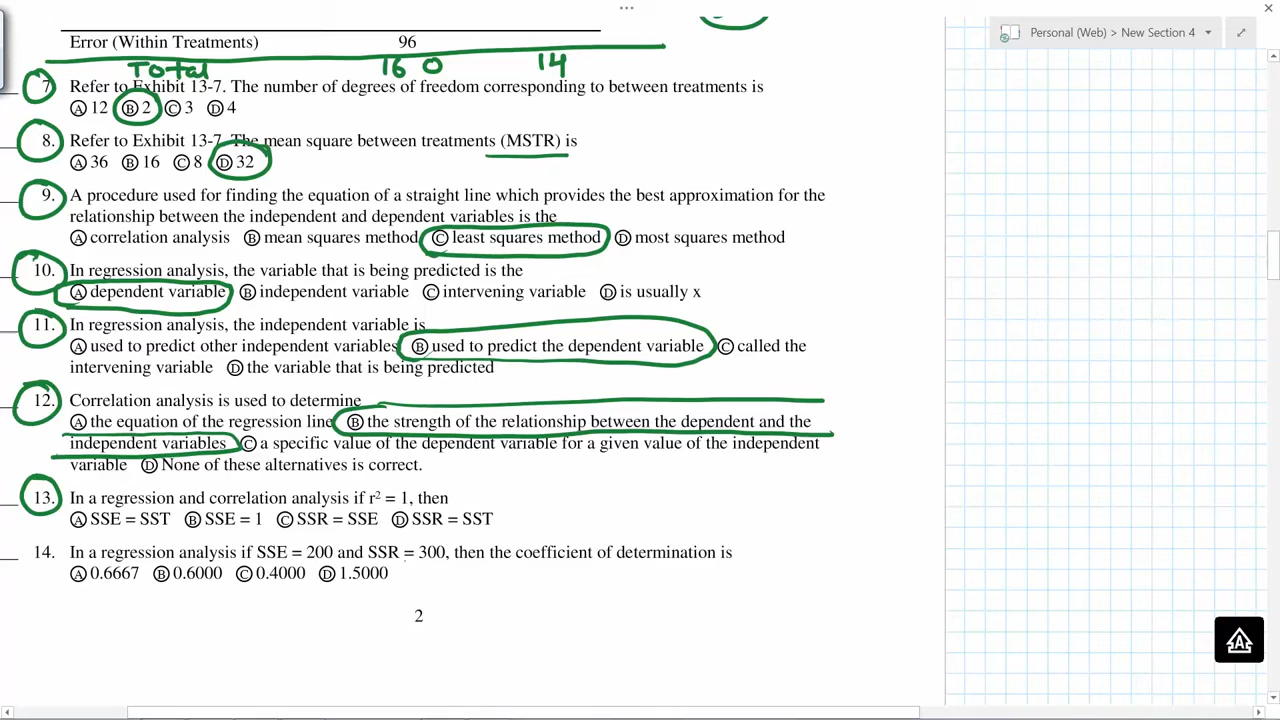 Personal (Web) > New Section 4
Error (Within Treatments) 96
Total 16 0 14
7. Refer to Exhibit 13-7. The number of degrees of freedom corresponding to between treatments is
A 12 B 2 C 3 D 4
8. Refer to Exhibit 13-7. The mean square between treatments (MSTR) is
A 36 B 16 C 8 D 32
9. A procedure used for finding the equation of a straight line which provides the best approximation for the
relationship between the independent and dependent variables is the
A correlation analysis B mean squares method C least squares method D most squares method
10. In regression analysis, the variable that is being predicted is the
A dependent variable B independent variable C intervening variable D is usually x
11. In regression analysis, the independent variable is
A used to predict other independent variables B used to predict the dependent variable C called the
intervening variable D the variable that is being predicted
12. Correlation analysis is used to determine
A the equation of the regression line B the strength of the relationship between the dependent and the
independent variables C a specific value of the dependent variable for a given value of the independent
variable D None of these alternatives is correct.
13. In a regression and correlation analysis if r² = 1, then
A SSE = SST B SSE = 1 C SSR = SSE D SSR = SST
14. In a regression analysis if SSE = 200 and SSR = 300, then the coefficient of determination is
A 0.6667 B 0.6000 C 0.4000 D 1.5000
2
A